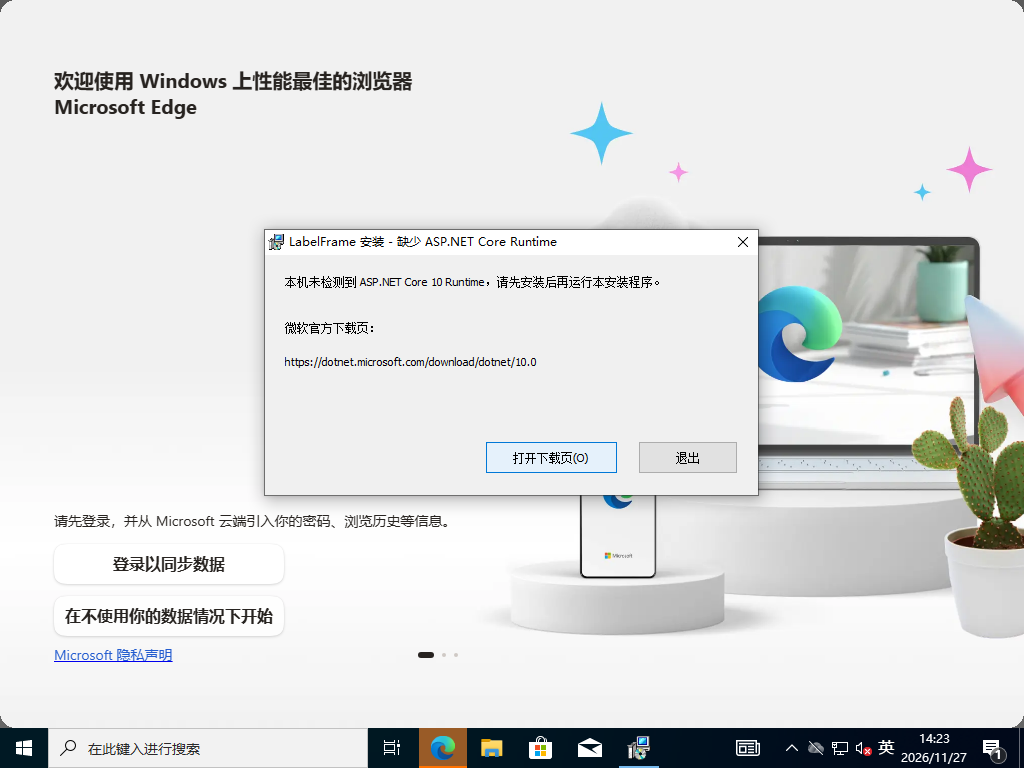 欢迎使用 Windows 上性能最佳的浏览器
Microsoft Edge
LabelFrame 安装 - 缺少 ASP.NET Core Runtime
本机未检测到 ASP.NET Core 10 Runtime，请先安装后再运行本安装程序。
微软官方下载页：
https://dotnet.microsoft.com/download/dotnet/10.0
打开下载页(O)
退出
Microsoft
请先登录，并从 Microsoft 云端引入你的密码、浏览历史等信息。
登录以同步数据
在不使用你的数据情况下开始
Microsoft 隐私声明
在此键入进行搜索
英
14:23
2026/11/27
1